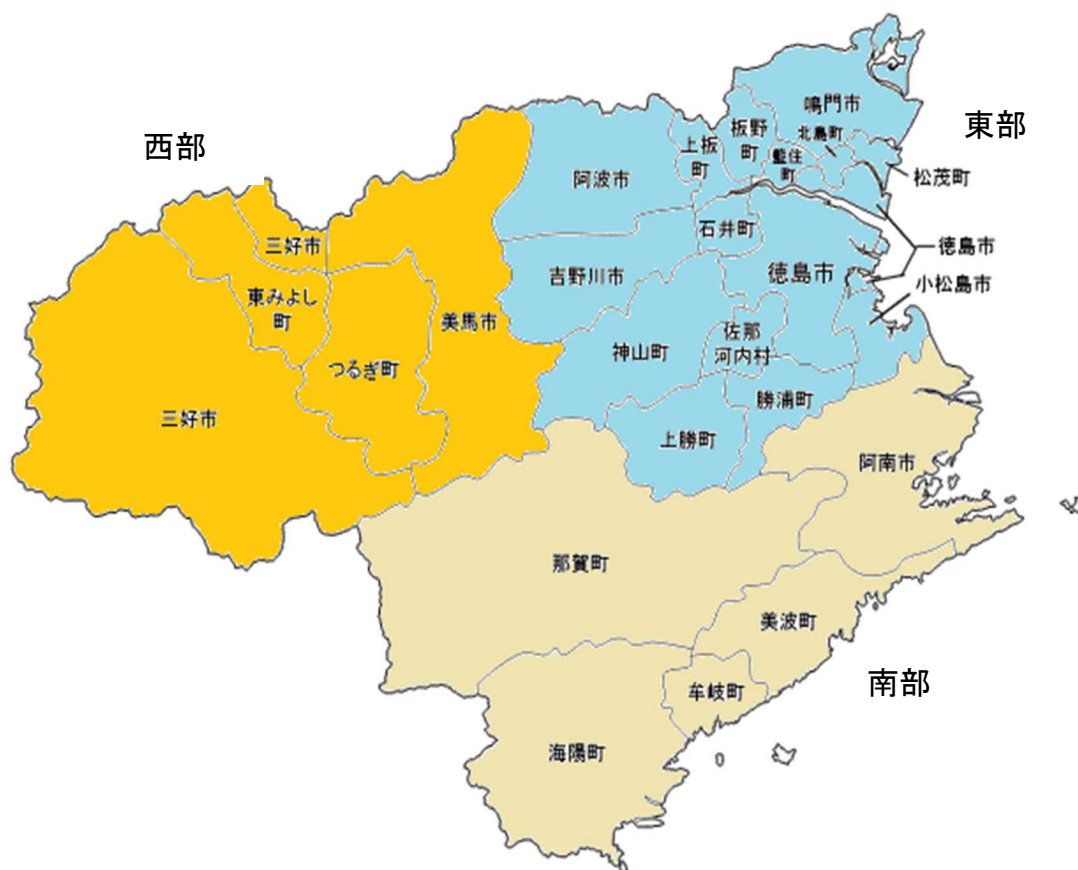 西部
東部
南部
鳴門市
板野
町
上板
町
北島町
藍住
町
松茂町
阿波市
石井町
徳島市
徳島市
小松島市
吉野川市
佐那
河内村
神山町
勝浦町
上勝町
三好市
東みよし
町
美馬市
つるぎ町
三好市
阿南市
那賀町
美波町
牟岐町
海陽町